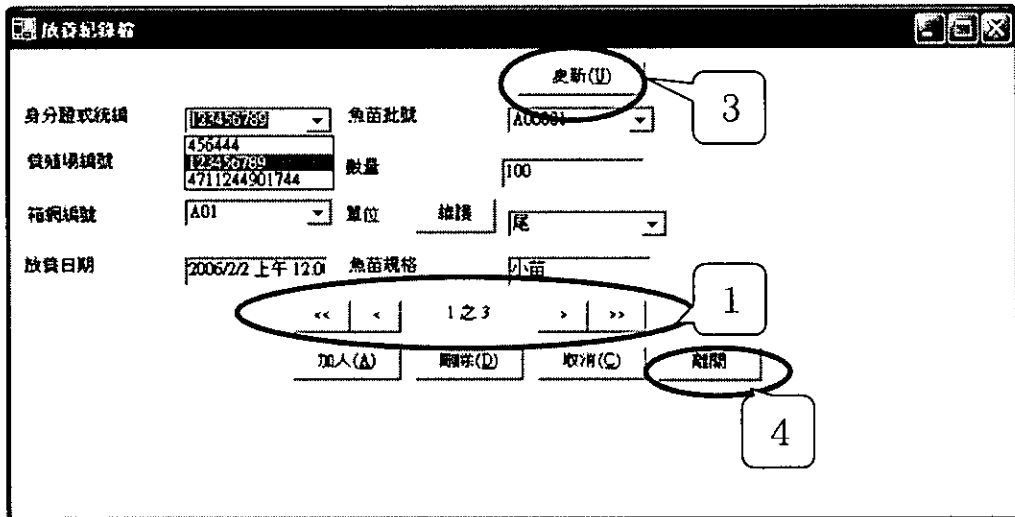 放養紀錄檔
更新(U)
3
身分證或統編 123456789 魚苗批號 A00001
456444
123456789
4711244901744
養殖場編號 數量 100
箱網編號 A01 單位 維護 尾
放養日期 2006/2/2 上午 12:0 魚苗規格 小苗
1
<< < 1 之 3 > >>
加入(A) 刪除(D) 取消(C) 離開
4